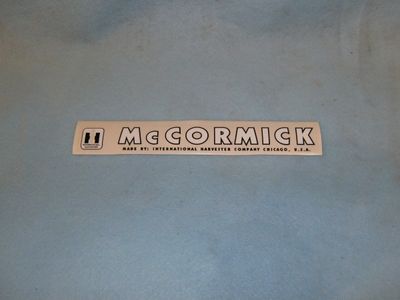 McCORMICK
MADE BY: INTERNATIONAL HARVESTER COMPANY CHICAGO, U.S.A.